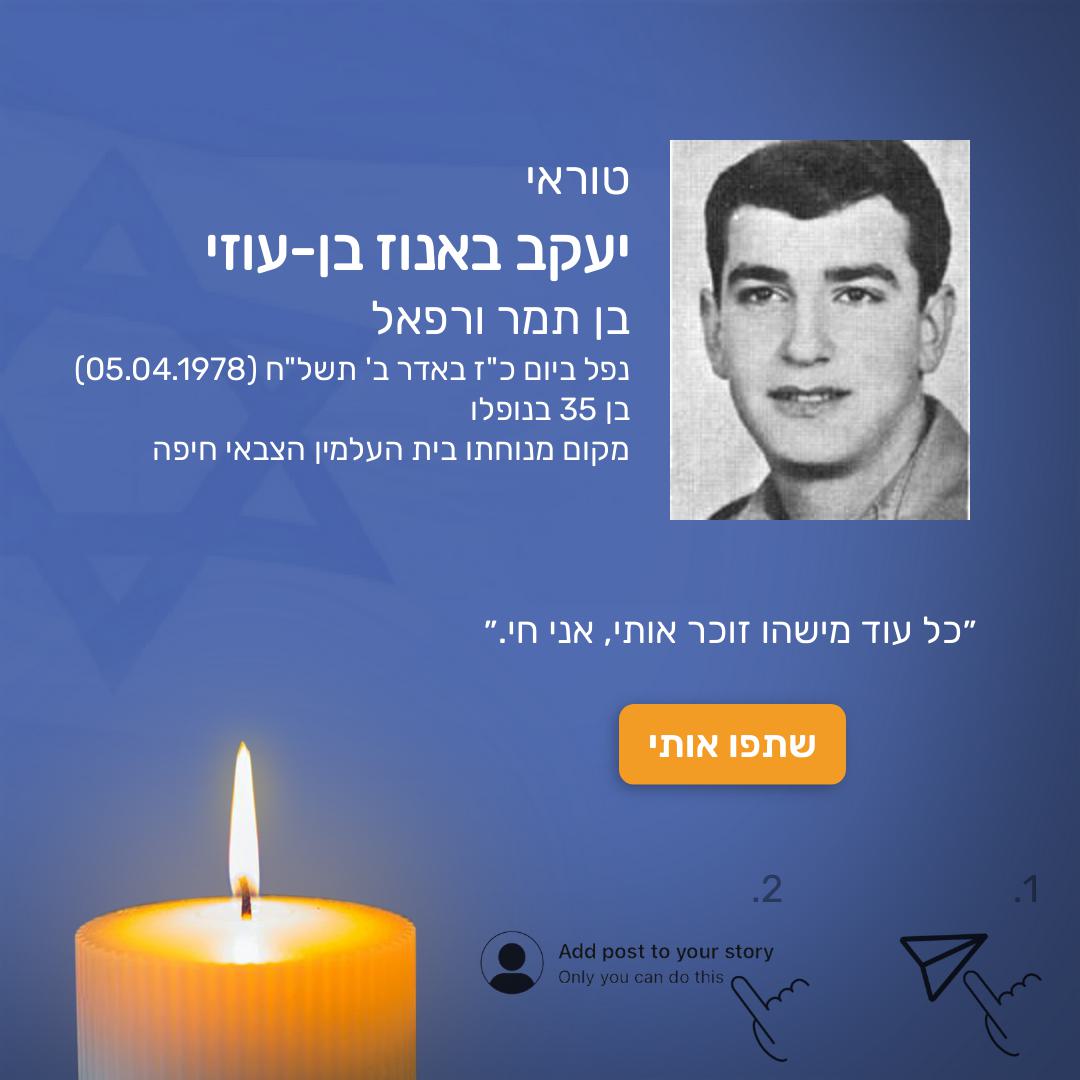 טוראי
יעקב באנוז בן-עוזי
בן תמר ורפאל
נפל ביום כ"ז באדר ב' תשל"ח (05.04.1978)
בן 35 בנופלו
מקום מנוחתו בית העלמין הצבאי חיפה
״כל עוד מישהו זוכר אותי, אני חי.״
שתפו אותי
1.
2.
Add post to your story
Only you can do this